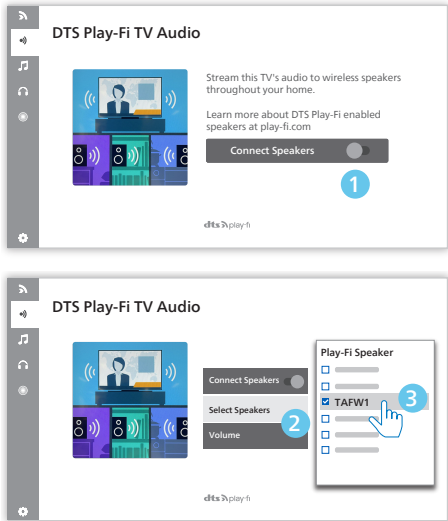 DTS Play-Fi TV Audio
Stream this TV's audio to wireless speakers
throughout your home.
Learn more about DTS Play-Fi enabled
speakers at play-fi.com
Connect Speakers
1
dts play-fi
DTS Play-Fi TV Audio
Connect Speakers
Select Speakers
2
Volume
Play-Fi Speaker
TAFW1
3
dts play-fi